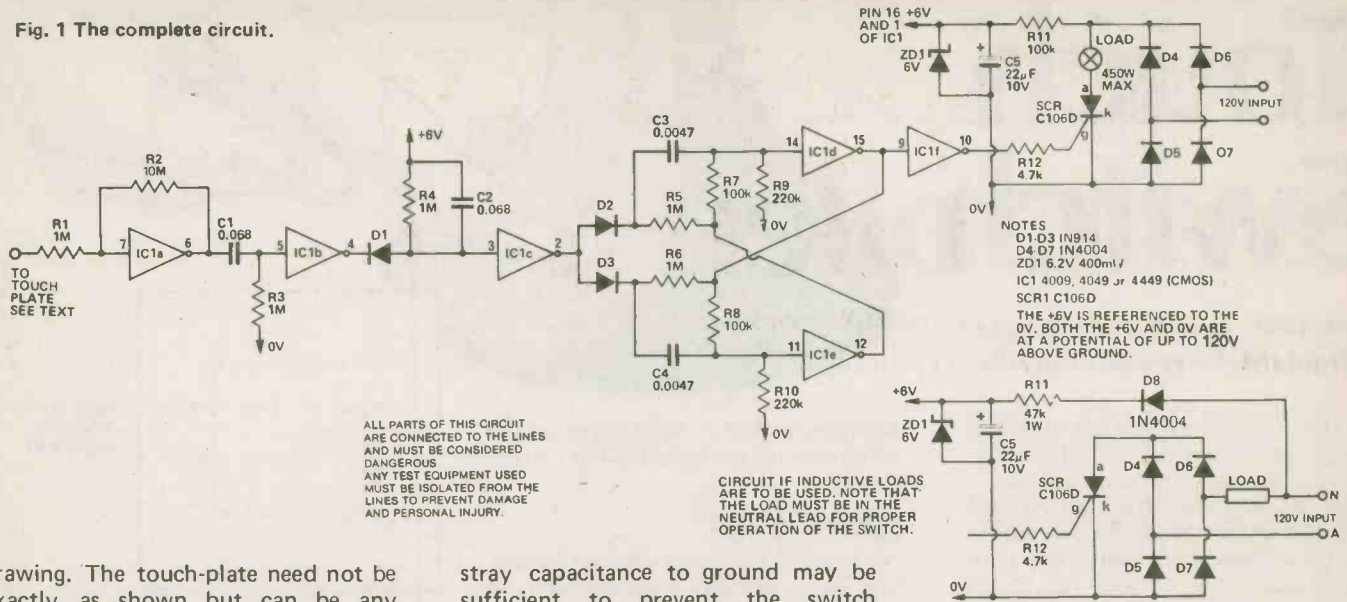 Fig. 1 The complete circuit.
PIN 16 +6V
AND 1
OF IC1
ZD1
6V
C5
22µF
10V
+
R11
100k
LOAD
450W
MAX
SCR
C106D
a
k
g
R12
4.7k
0V
D4
D6
D5
O7
120V INPUT
TO
TOUCH
PLATE
SEE TEXT
R1
1M
R2
10M
7
IC1a
6
C1
0.068
R3
1M
0V
5
IC1b
4
D1
+6V
R4
1M
C2
0.068
3
IC1c
2
D2
D3
C3
0.0047
R5
1M
R7
100k
R9
220k
0V
R6
1M
R8
100k
C4
0.0047
R10
220k
0V
14
IC1d
15
11
IC1e
12
9
IC1f
10
NOTES
D1-D3 IN914
D4-D7 IN4004
ZD1 6.2V 400mW
IC1 4009, 4049 or 4449 (CMOS)
SCR1 C106D
THE +6V IS REFERENCED TO THE
0V. BOTH THE +6V AND 0V ARE
AT A POTENTIAL OF UP TO 120V
ABOVE GROUND.
ALL PARTS OF THIS CIRCUIT
ARE CONNECTED TO THE LINES
AND MUST BE CONSIDERED
DANGEROUS
ANY TEST EQUIPMENT USED
MUST BE ISOLATED FROM THE
LINES TO PREVENT DAMAGE
AND PERSONAL INJURY.
CIRCUIT IF INDUCTIVE LOADS
ARE TO BE USED. NOTE THAT
THE LOAD MUST BE IN THE
NEUTRAL LEAD FOR PROPER
OPERATION OF THE SWITCH.
+6V
ZD1
6V
C5
22µF
10V
+
R11
47k
1W
D8
1N4004
SCR
C106D
a
k
g
R12
4.7k
0V
D4
D6
D5
D7
LOAD
N
120V INPUT
A
rawing. The touch-plate need not be
exactly as shown but can be any
stray capacitance to ground may be
sufficient to prevent the switch